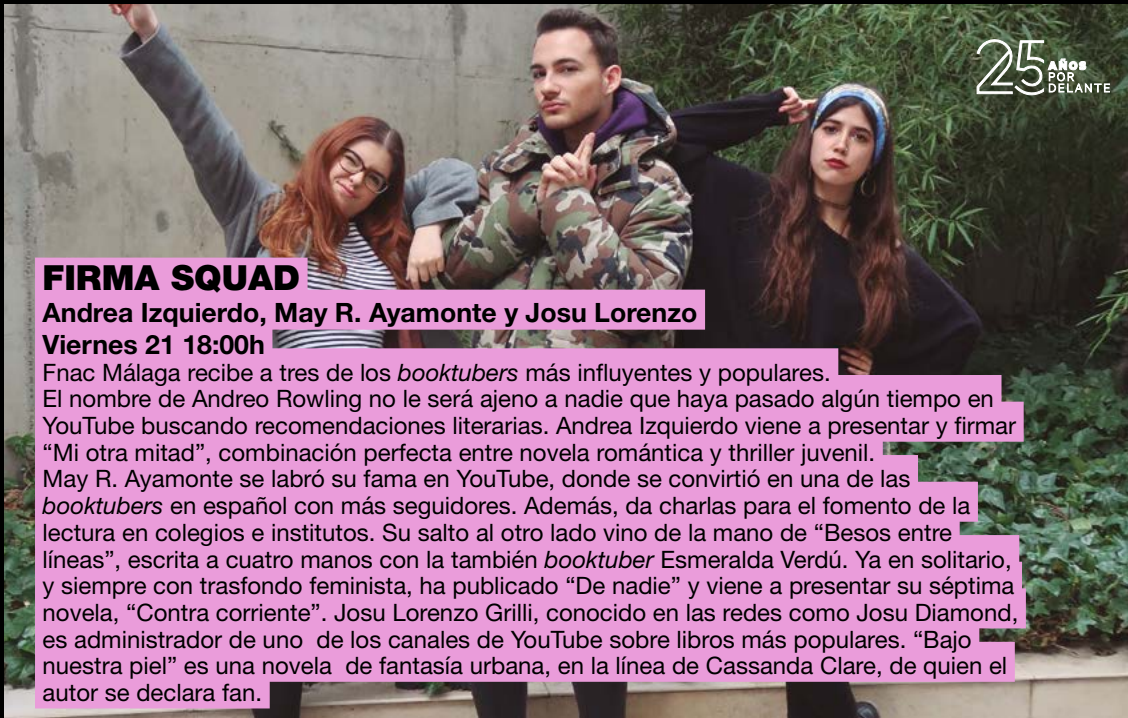 25 AÑOS
POR
DELANTE
FIRMA SQUAD
Andrea Izquierdo, May R. Ayamonte y Josu Lorenzo
Viernes 21 18:00h
Fnac Málaga recibe a tres de los booktubers más influyentes y populares.
El nombre de Andreo Rowling no le será ajeno a nadie que haya pasado algún tiempo en
YouTube buscando recomendaciones literarias. Andrea Izquierdo viene a presentar y firmar
“Mi otra mitad”, combinación perfecta entre novela romántica y thriller juvenil.
May R. Ayamonte se labró su fama en YouTube, donde se convirtió en una de las
booktubers en español con más seguidores. Además, da charlas para el fomento de la
lectura en colegios e institutos. Su salto al otro lado vino de la mano de “Besos entre
líneas”, escrita a cuatro manos con la también booktuber Esmeralda Verdú. Ya en solitario,
y siempre con trasfondo feminista, ha publicado “De nadie” y viene a presentar su séptima
novela, “Contra corriente”. Josu Lorenzo Grilli, conocido en las redes como Josu Diamond,
es administrador de uno de los canales de YouTube sobre libros más populares. “Bajo
nuestra piel” es una novela de fantasía urbana, en la línea de Cassanda Clare, de quien el
autor se declara fan.